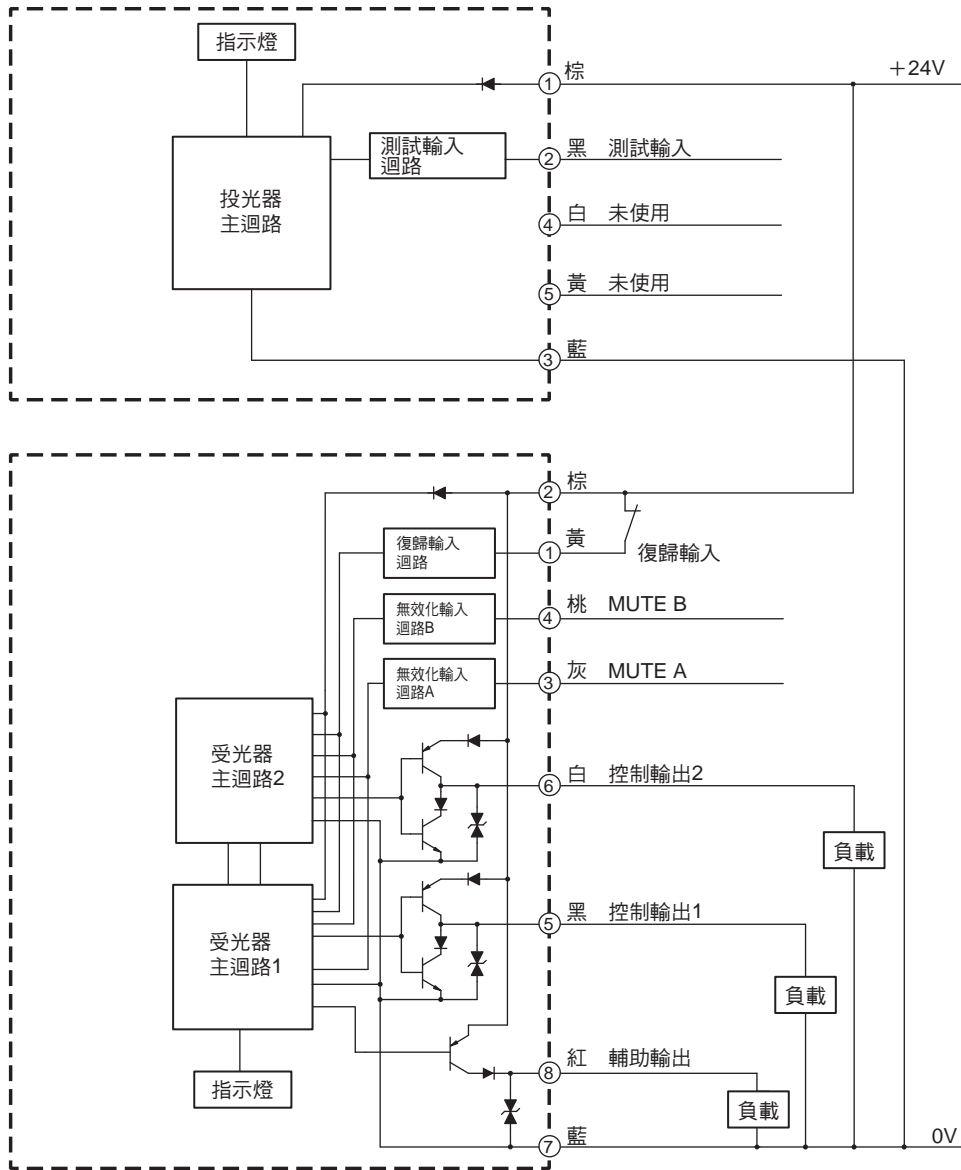 指示燈
① 棕
+24V
測試輸入
迴路
② 黑 測試輸入
投光器
主迴路
④ 白 未使用
⑤ 黃 未使用
③ 藍
② 棕
復歸輸入
迴路
① 黃
復歸輸入
無效化輸入
迴路B
④ 桃 MUTE B
無效化輸入
迴路A
③ 灰 MUTE A
受光器
主迴路2
⑥ 白 控制輸出2
負載
受光器
主迴路1
⑤ 黑 控制輸出1
負載
指示燈
⑧ 紅 輔助輸出
負載
⑦ 藍
0V